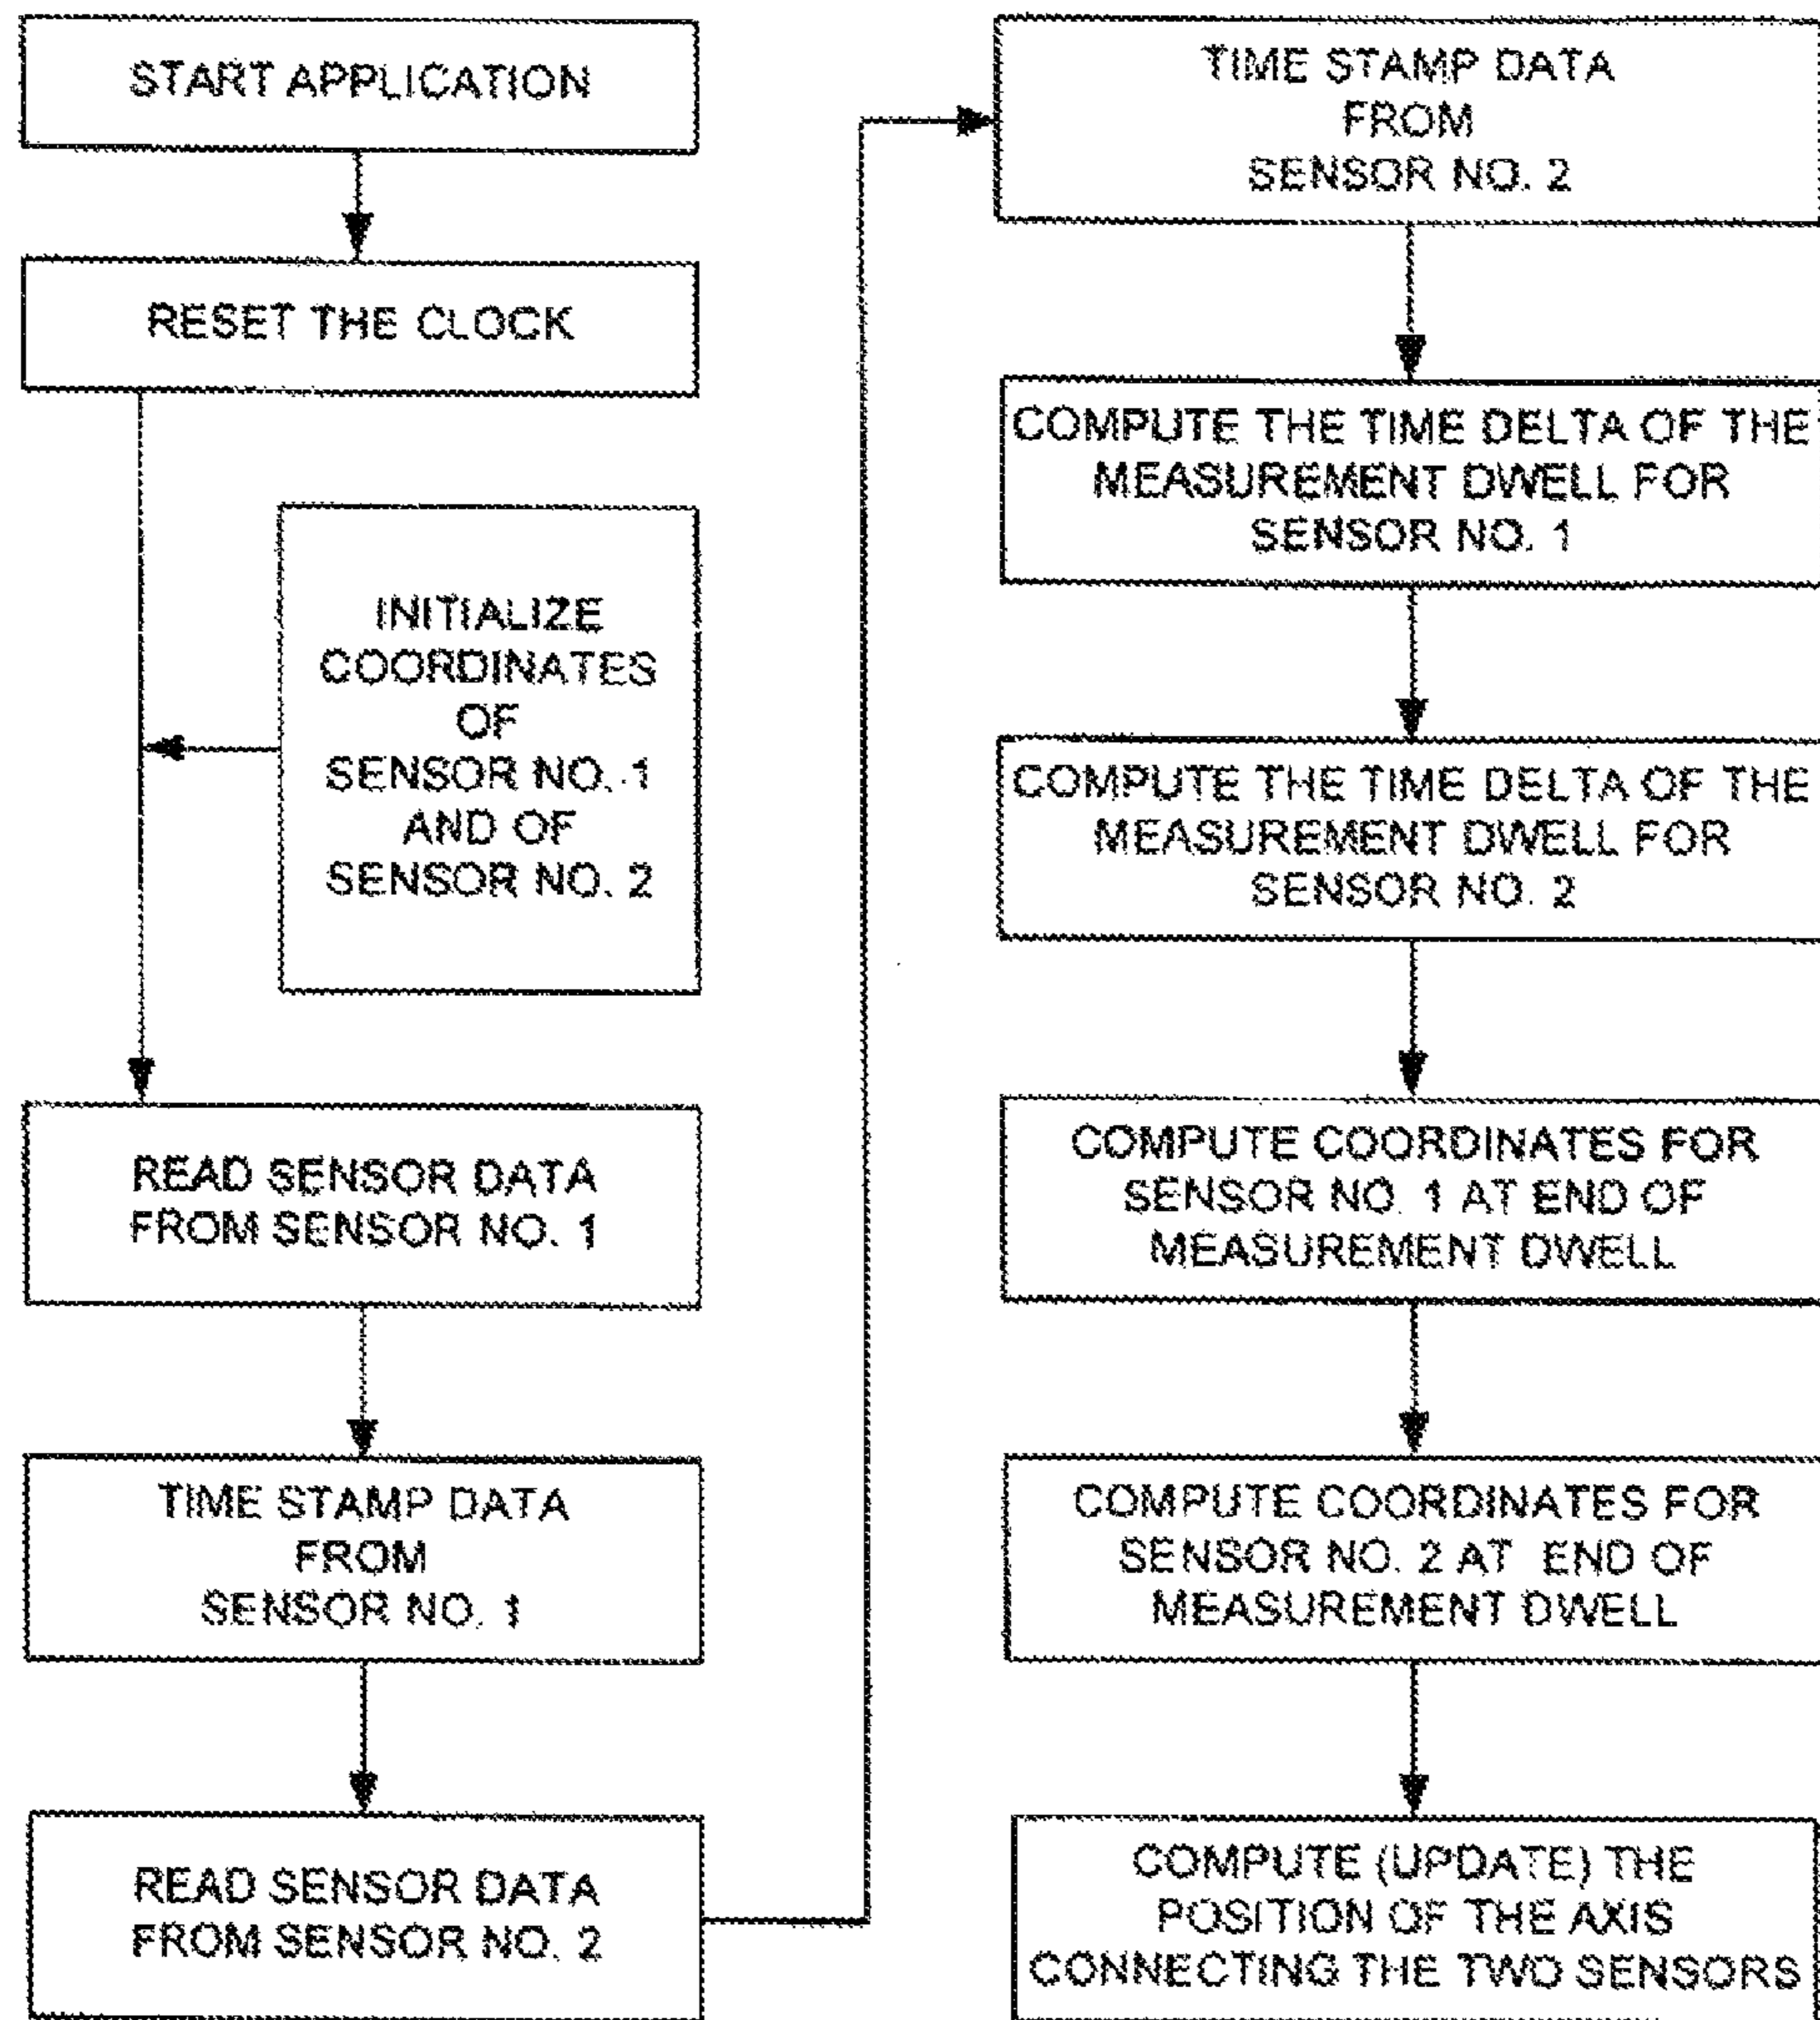 START APPLICATION
RESET THE CLOCK
INITIALIZE
COORDINATES
OF
SENSOR NO. 1
AND OF
SENSOR NO. 2
READ SENSOR DATA
FROM SENSOR NO. 1
TIME STAMP DATA
FROM
SENSOR NO. 1
READ SENSOR DATA
FROM SENSOR NO. 2
TIME STAMP DATA
FROM
SENSOR NO. 2
COMPUTE THE TIME DELTA OF THE
MEASUREMENT DWELL FOR
SENSOR NO. 1
COMPUTE THE TIME DELTA OF THE
MEASUREMENT DWELL FOR
SENSOR NO. 2
COMPUTE COORDINATES FOR
SENSOR NO. 1 AT END OF
MEASUREMENT DWELL
COMPUTE COORDINATES FOR
SENSOR NO. 2 AT END OF
MEASUREMENT DWELL
COMPUTE (UPDATE) THE
POSITION OF THE AXIS
CONNECTING THE TWO SENSORS